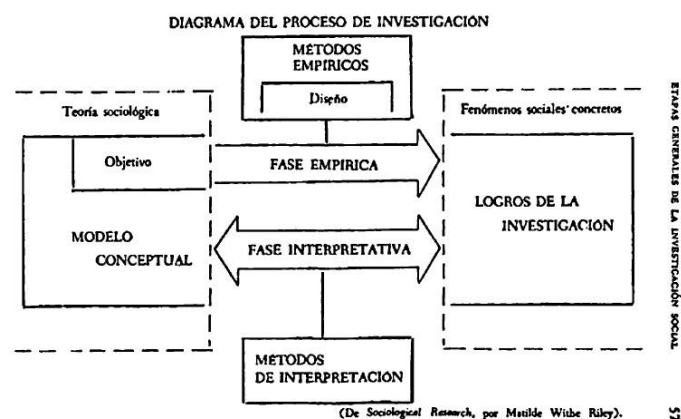 DIAGRAMA DEL PROCESO DE INVESTIGACIÓN
MÉTODOS
EMPÍRICOS
Diseño
Teoría sociológica
Fenómenos sociales concretos
Objetivo
FASE EMPIRICA
MODELO
CONCEPTUAL
FASE INTERPRETATIVA
LOGROS DE LA
INVESTIGACIÓN
MÉTODOS
DE INTERPRETACIÓN
(De Sociological Research, por Matilde Withe Riley).
ETAPAS GENERALES DE LA INVESTIGACIÓN SOCIAL
57